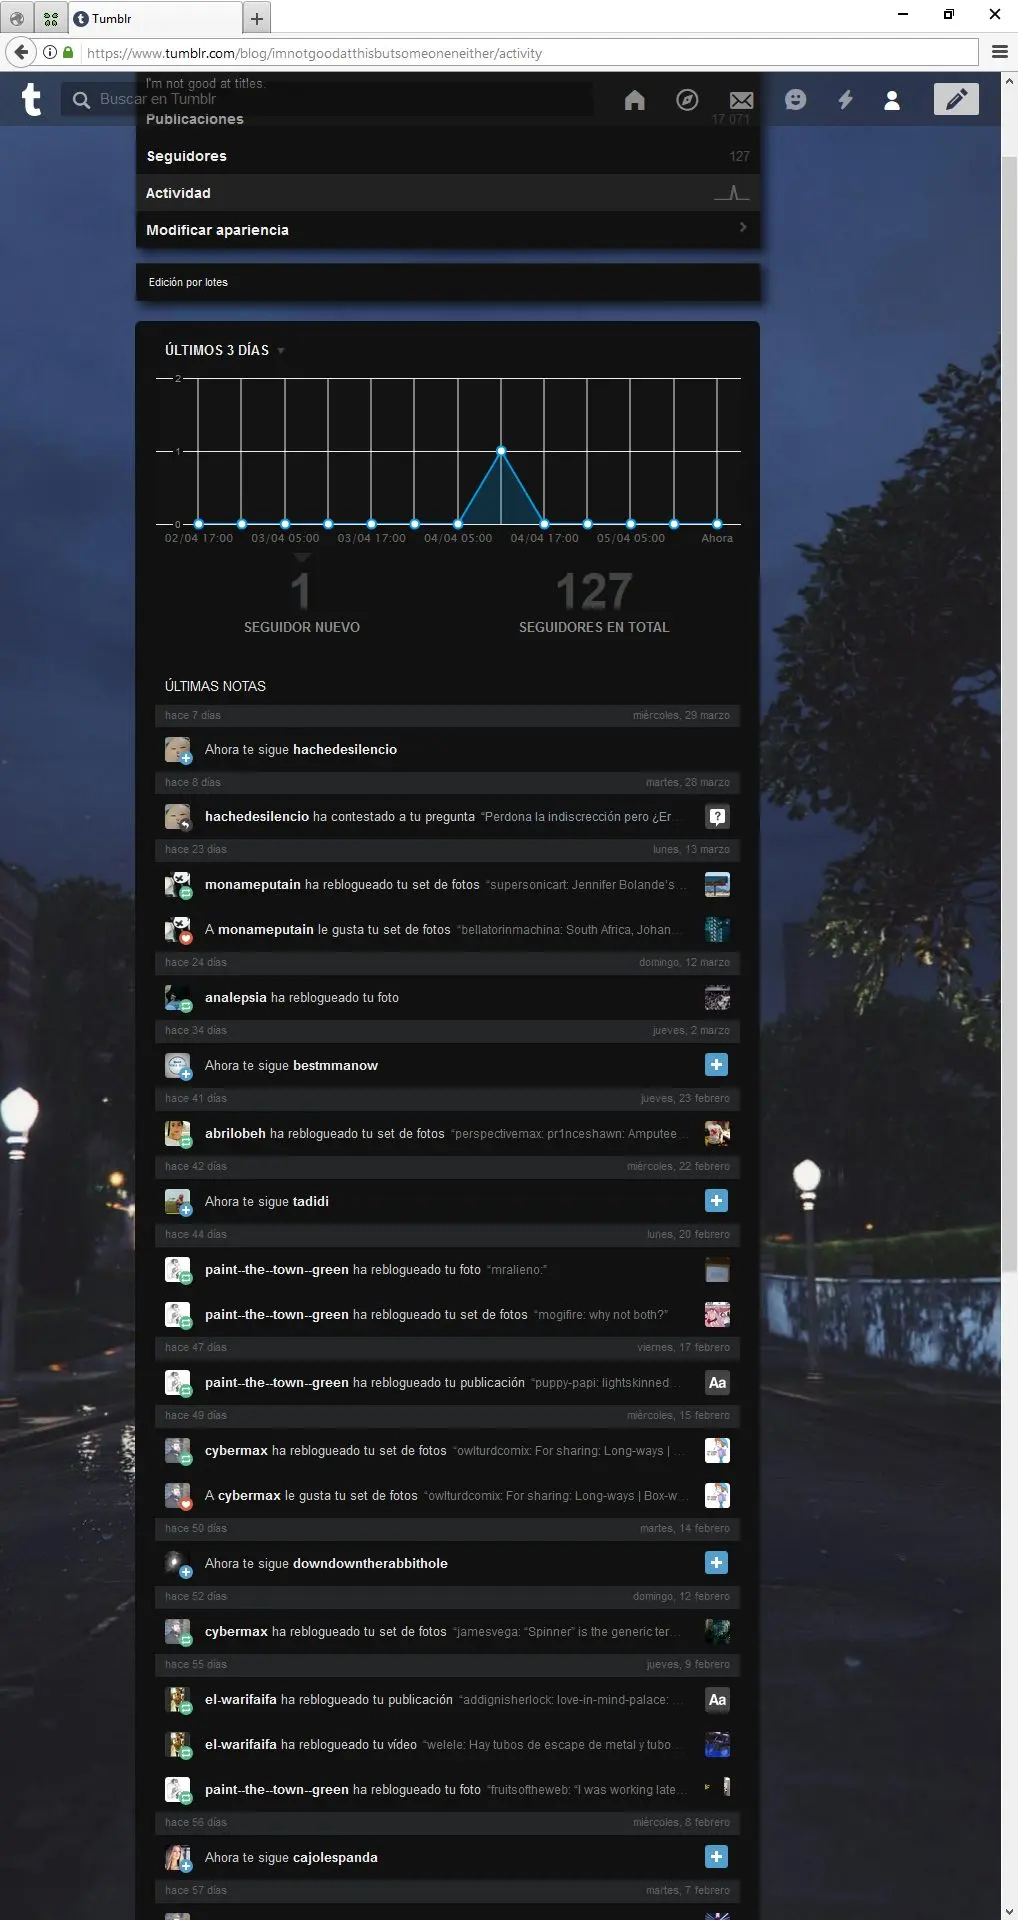 Tumblr
https://www.tumblr.com/blog/imnotgoodatthisbutsomeoneneither/activity
I'm not good at titles.
Buscar en Tumblr
Publicaciones 17 071
Seguidores 127
Actividad
Modificar apariencia
Edición por lotes
ÚLTIMOS 3 DÍAS
2
1
0
02/04 17:00 03/04 05:00 03/04 17:00 04/04 05:00 04/04 17:00 05/04 05:00 Ahora
1 127
SEGUIDOR NUEVO SEGUIDORES EN TOTAL
ÚLTIMAS NOTAS
hace 7 días miércoles, 29 marzo
Ahora te sigue hachedesilencio
hace 8 días martes, 28 marzo
hachedesilencio ha contestado a tu pregunta “Perdona la indiscrección pero ¿Er...
hace 23 días lunes, 13 marzo
monameputain ha reblogueado tu set de fotos “supersonicart: Jennifer Bolande’s...
A monameputain le gusta tu set de fotos “bellatorinmachina: South Africa, Johan...
hace 24 días domingo, 12 marzo
analepsia ha reblogueado tu foto
hace 34 días jueves, 2 marzo
Ahora te sigue bestmmanow
hace 41 días jueves, 23 febrero
abrilobeh ha reblogueado tu set de fotos “perspectivemax: pr1nceshawn: Amputee...
hace 42 días miércoles, 22 febrero
Ahora te sigue tadidi
hace 44 días lunes, 20 febrero
paint--the--town--green ha reblogueado tu foto “mralieno:”
paint--the--town--green ha reblogueado tu set de fotos “mogifire: why not both?”
hace 47 días viernes, 17 febrero
paint--the--town--green ha reblogueado tu publicación “puppy-papi: lightskinned... Aa
hace 49 días miércoles, 15 febrero
cybermax ha reblogueado tu set de fotos “owlturdcomix: For sharing: Long-ways | ...
A cybermax le gusta tu set de fotos “owlturdcomix: For sharing: Long-ways | Box-w...
hace 50 días martes, 14 febrero
Ahora te sigue downdowntherabbithole
hace 52 días domingo, 12 febrero
cybermax ha reblogueado tu set de fotos “jamesvega: “Spinner” is the generic ter...
hace 55 días jueves, 9 febrero
el-warifaifa ha reblogueado tu publicación “addignisherlock: love-in-mind-palace: ... Aa
el-warifaifa ha reblogueado tu vídeo “welele: Hay tubos de escape de metal y tubo...
paint--the--town--green ha reblogueado tu foto “fruitsoftheweb: “I was working late...
hace 56 días miércoles, 8 febrero
Ahora te sigue cajolespanda
hace 57 días martes, 7 febrero